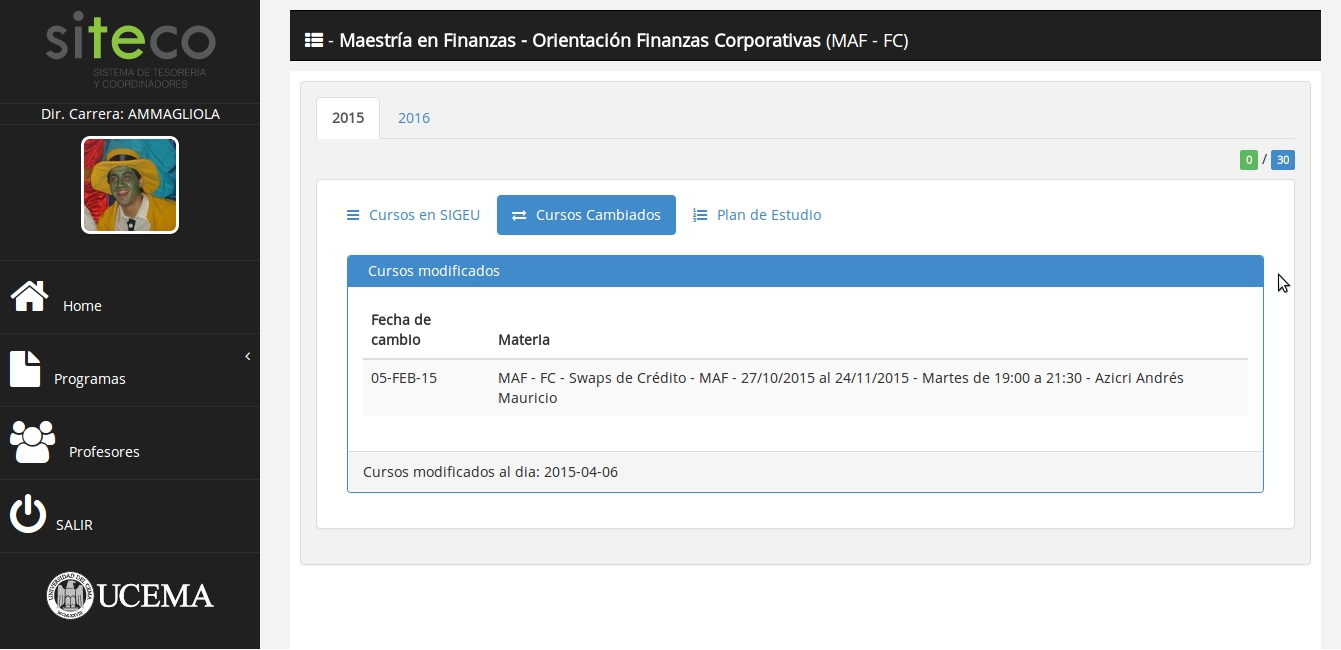 siteco
SISTEMA DE TESORERÍA
Y COORDINADORES
Dir. Carrera: AMMAGLIOLA
Home
Programas
Profesores
SALIR
UCEMA
- Maestría en Finanzas - Orientación Finanzas Corporativas (MAF - FC)
2015 2016
0 / 30
Cursos en SIGEU Cursos Cambiados Plan de Estudio
Cursos modificados
Fecha de
cambio Materia
05-FEB-15 MAF - FC - Swaps de Crédito - MAF - 27/10/2015 al 24/11/2015 - Martes de 19:00 a 21:30 - Azicri Andrés
Mauricio
Cursos modificados al dia: 2015-04-06